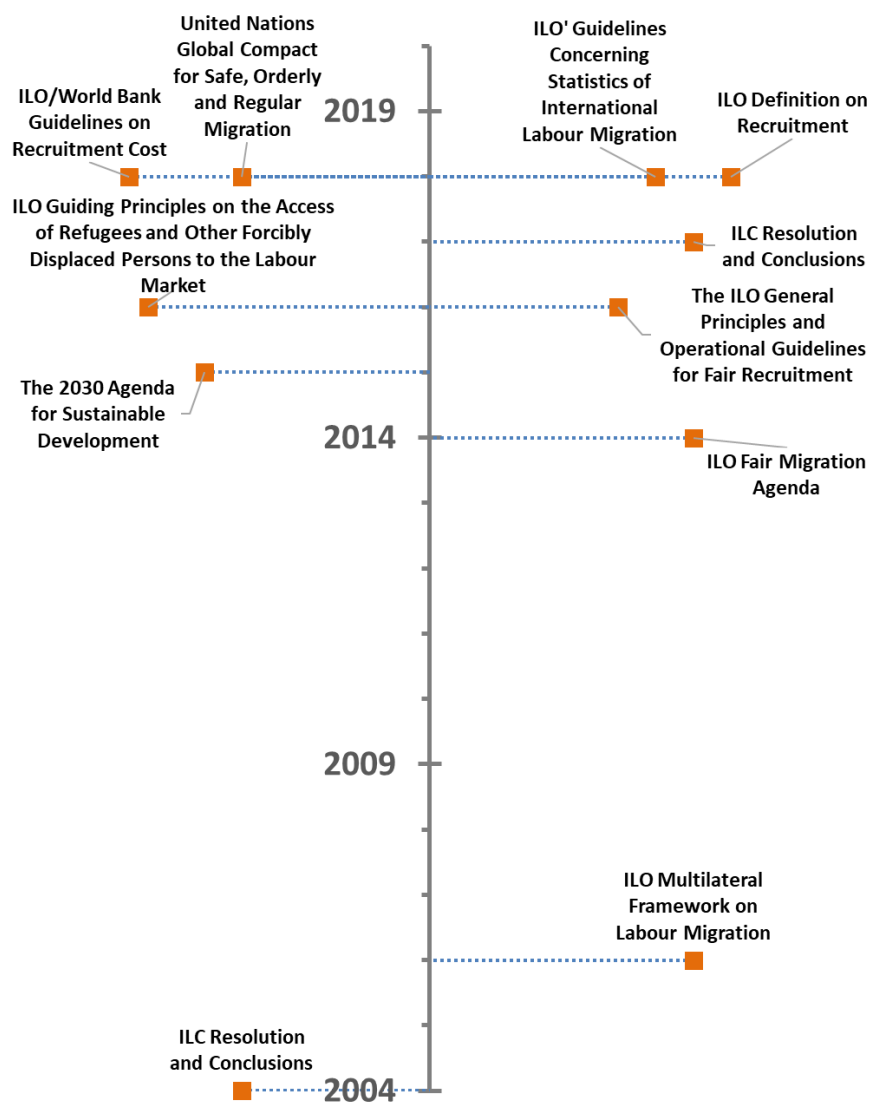 United Nations
Global Compact
for Safe, Orderly
and Regular
Migration
ILO/World Bank
Guidelines on
Recruitment Cost
ILO' Guidelines
Concerning
Statistics of
International
Labour Migration
ILO Definition on
Recruitment
2019
ILO Guiding Principles on the Access
of Refugees and Other Forcibly
Displaced Persons to the Labour
Market
ILC Resolution
and Conclusions
The ILO General
Principles and
Operational Guidelines
for Fair Recruitment
The 2030 Agenda
for Sustainable
Development
2014
ILO Fair Migration
Agenda
2009
ILO Multilateral
Framework on
Labour Migration
ILC Resolution
and Conclusions
2004